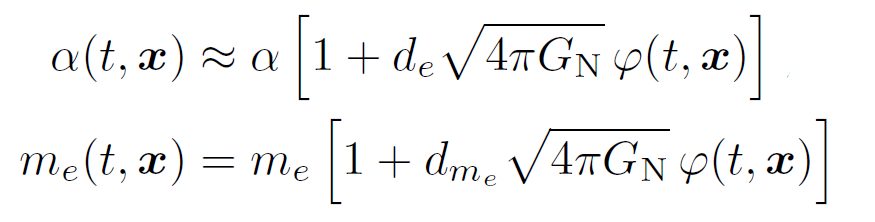 α(t, x) ≈ α [1 + d_e √(4πG_N) φ(t, x)]
m_e(t, x) = m_e [1 + d_{m_e} √(4πG_N) φ(t, x)]